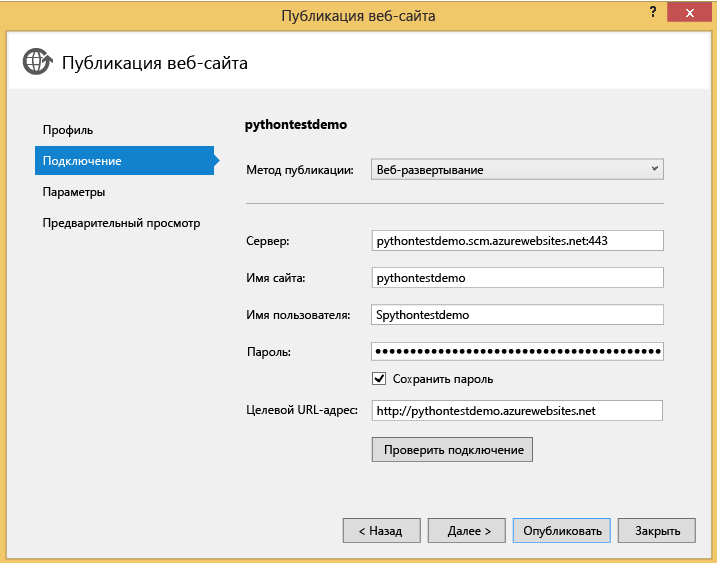 Публикация веб-сайта
?
Публикация веб-сайта
Профиль
Подключение
Параметры
Предварительный просмотр
pythontestdemo
Метод публикации: Веб-развертывание
Сервер: pythontestdemo.scm.azurewebsites.net:443
Имя сайта: pythontestdemo
Имя пользователя: Spythontestdemo
Пароль: ●●●●●●●●●●●●●●●●●●●●●●●●●●●●●●●●●●●●●●●●
Сохранить пароль
Целевой URL-адрес: http://pythontestdemo.azurewebsites.net
Проверить подключение
< Назад Далее > Опубликовать Закрыть